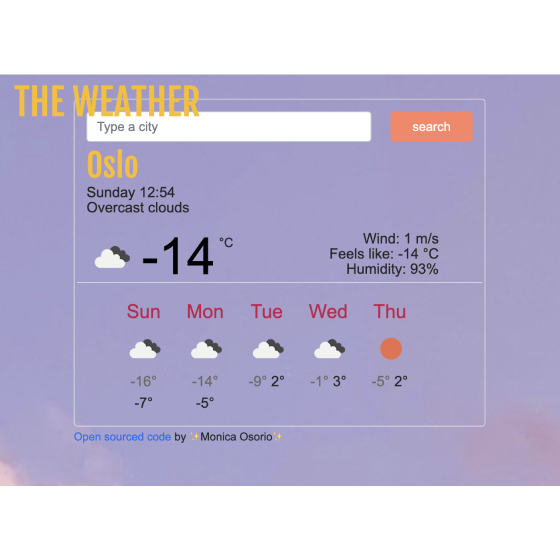 THE WEATHER
Type a city
search
Oslo
Sunday 12:54
Overcast clouds
-14 °C
Wind: 1 m/s
Feels like: -14 °C
Humidity: 93%
Sun Mon Tue Wed Thu
-16° -14° -9° 2° -1° 3° -5° 2°
-7° -5°
Open sourced code by ✨Monica Osorio✨